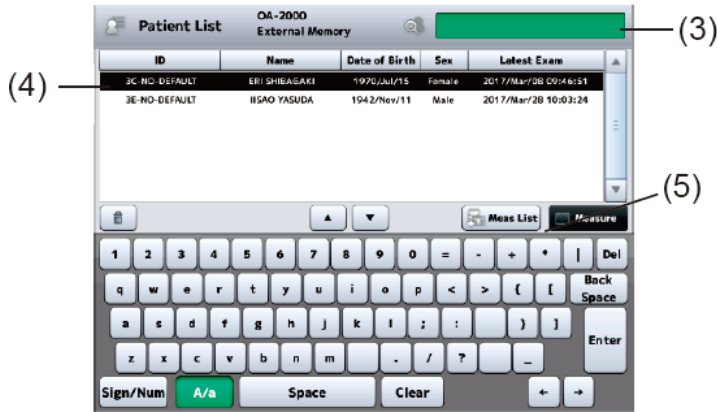 Patient List
OA-2000
External Memory
(3)
ID Name Date of Birth Sex Latest Exam
(4)
3C-NO-DEFAULT ERI SHIBAGAKI 1970/Jul/15 Female 2017/Mar/08 09:46:51
3E-NO-DEFAULT IISAO YASUDA 1942/Nov/11 Male 2017/Mar/28 10:03:24
(5)
Meas List Measure
1 2 3 4 5 6 7 8 9 0 = - + * | Del
q w e r t y u i o p < > { [ Back Space
a s d f g h j k l ; : } ] Enter
z x c v b n m . / ? _
Sign/Num A/a Space Clear ← →